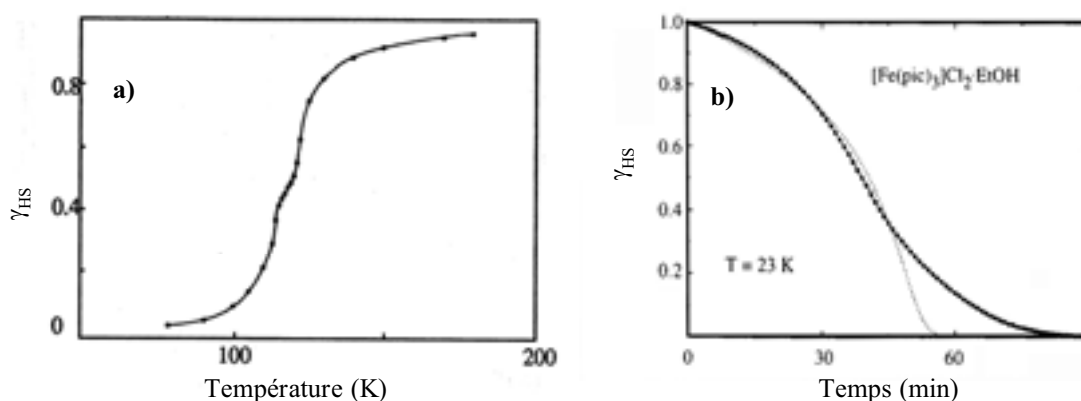 a)
0.8
0.4
0
γHS
100
200
Température (K)
b)
[Fe(pic)3]Cl2·EtOH
1.0
0.8
0.6
0.4
0.2
γHS
T = 23 K
0
30
60
Temps (min)